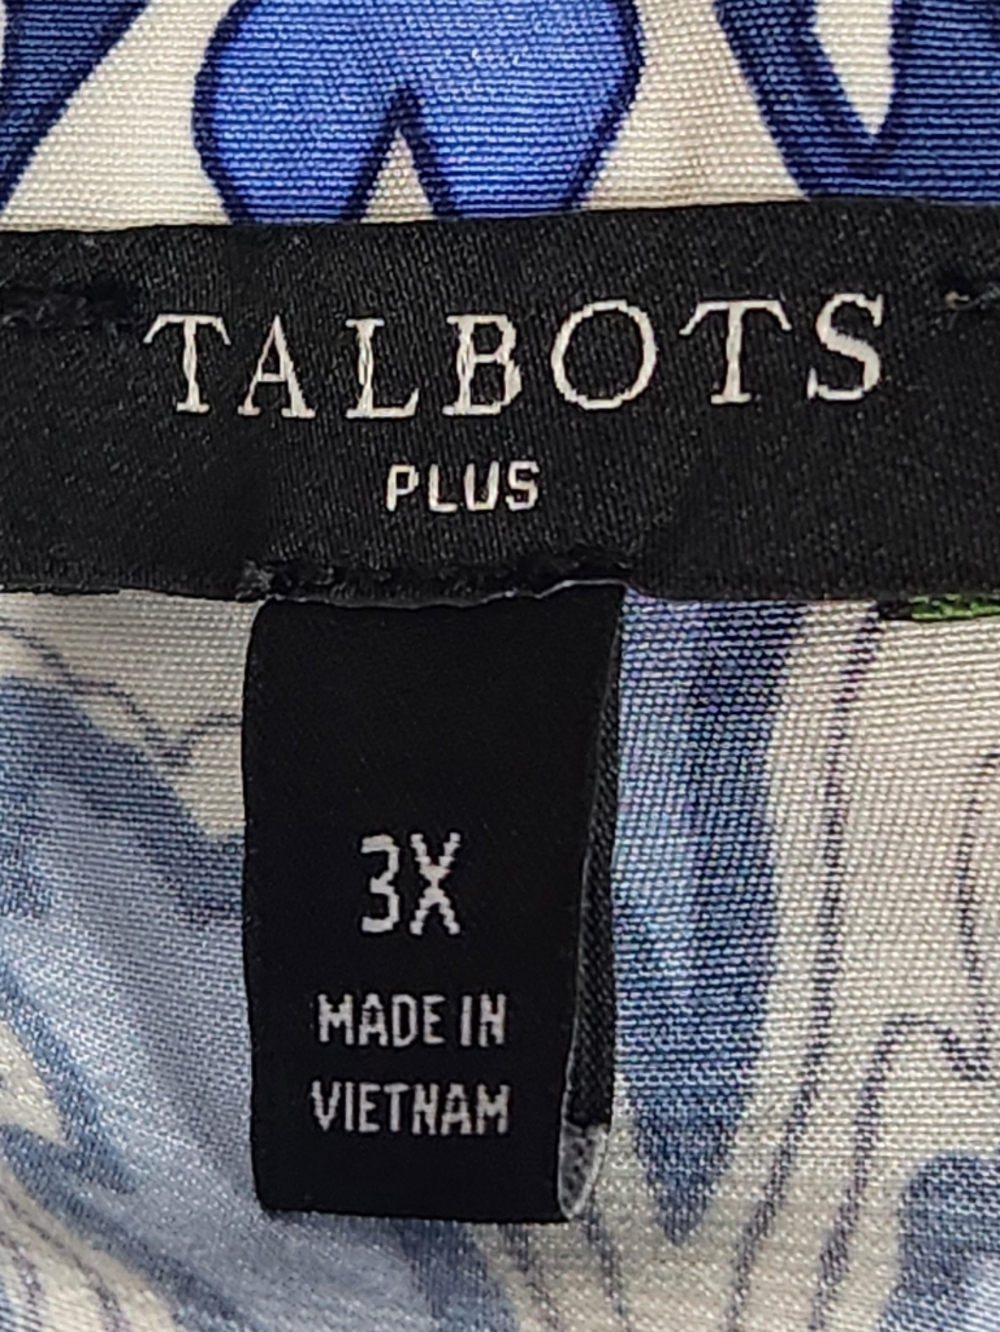 TALBOTS
PLUS
3X
MADE IN
VIETNAM